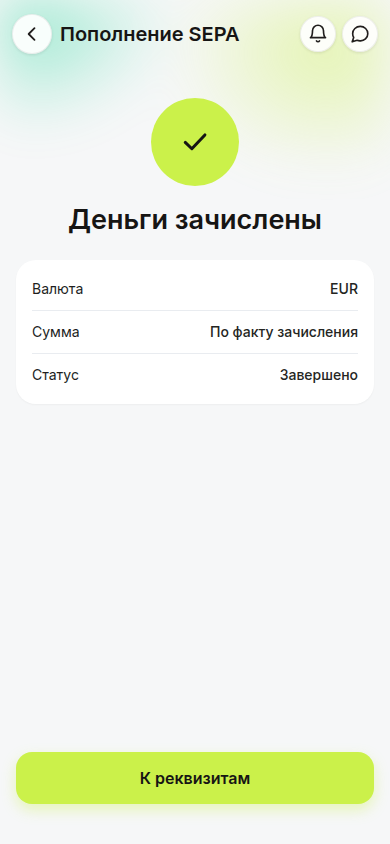 Пополнение SEPA
Деньги зачислены
Валюта EUR
Сумма По факту зачисления
Статус Завершено
К реквизитам